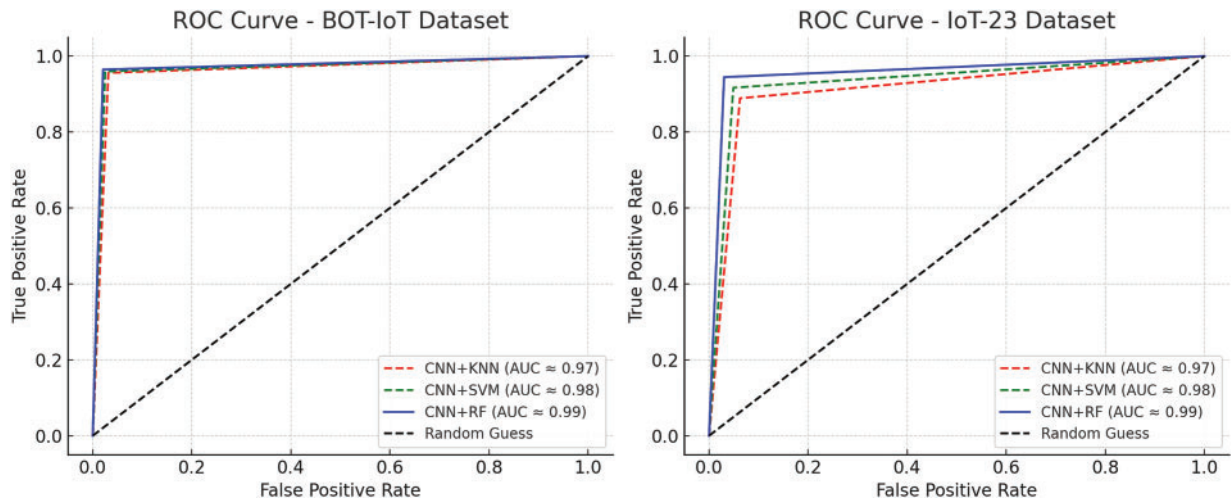 ROC Curve - BOT-IoT Dataset
1.0
0.8
0.6
0.4
0.2
0.0
True Positive Rate
0.0 0.2 0.4 0.6 0.8 1.0
False Positive Rate
CNN+KNN (AUC ≈ 0.97)
CNN+SVM (AUC ≈ 0.98)
CNN+RF (AUC ≈ 0.99)
Random Guess
ROC Curve - IoT-23 Dataset
1.0
0.8
0.6
0.4
0.2
0.0
True Positive Rate
0.0 0.2 0.4 0.6 0.8 1.0
False Positive Rate
CNN+KNN (AUC ≈ 0.97)
CNN+SVM (AUC ≈ 0.98)
CNN+RF (AUC ≈ 0.99)
Random Guess